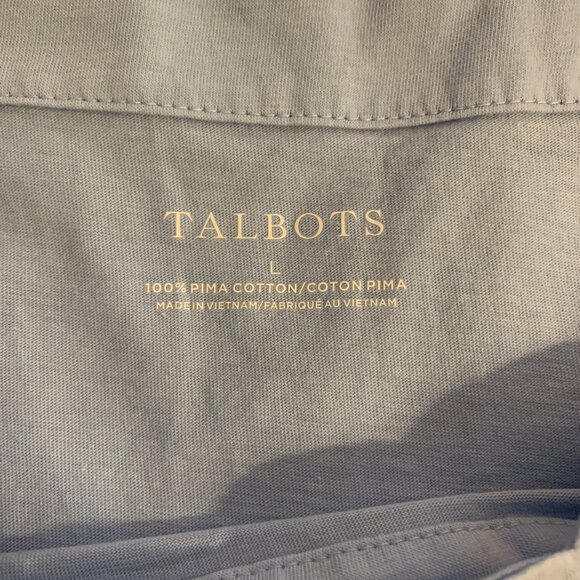 TALBOTS
L
100% PIMA COTTON/COTON PIMA
MADE IN VIETNAM/FABRIQUÉ AU VIETNAM